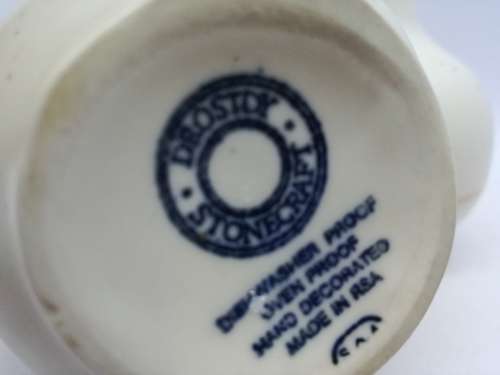 DROSTDY
STONECRAFT
DISHWASHER PROOF
OVEN PROOF
HAND DECORATED
MADE IN RSA